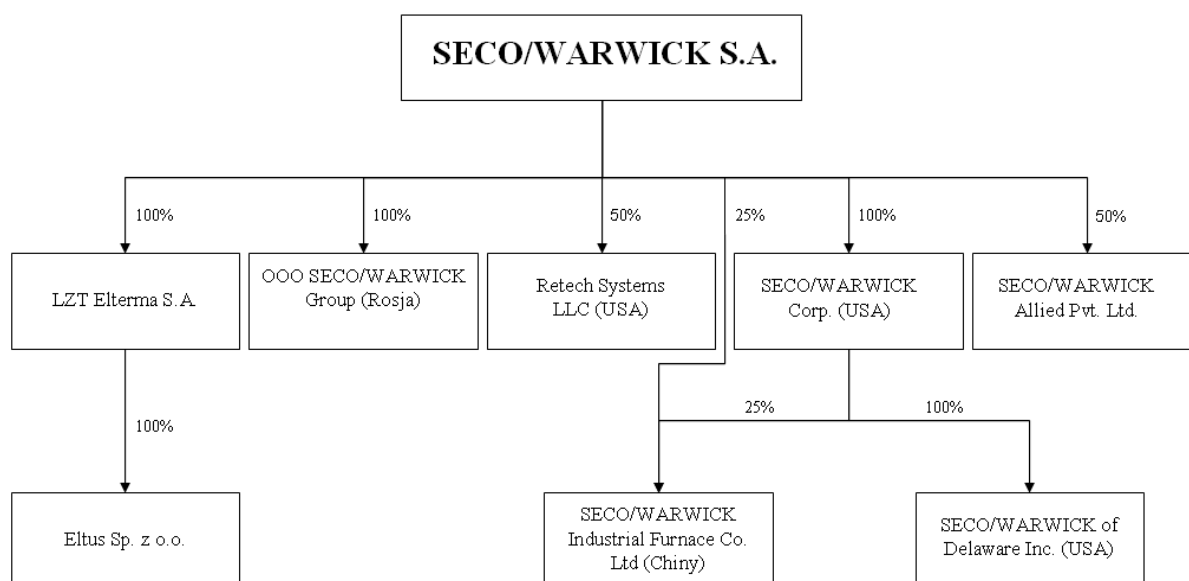 SECO/WARWICK S.A.
100%
100%
50%
25%
100%
50%
LZT Elterma S.A.
OOO SECO/WARWICK
Group (Rosja)
Retech Systems
LLC (USA)
SECO/WARWICK
Corp. (USA)
SECO/WARWICK
Allied Pvt. Ltd.
100%
25%
100%
Eltus Sp. z o.o.
SECO/WARWICK
Industrial Furnace Co.
Ltd (Chiny)
SECO/WARWICK of
Delaware Inc. (USA)